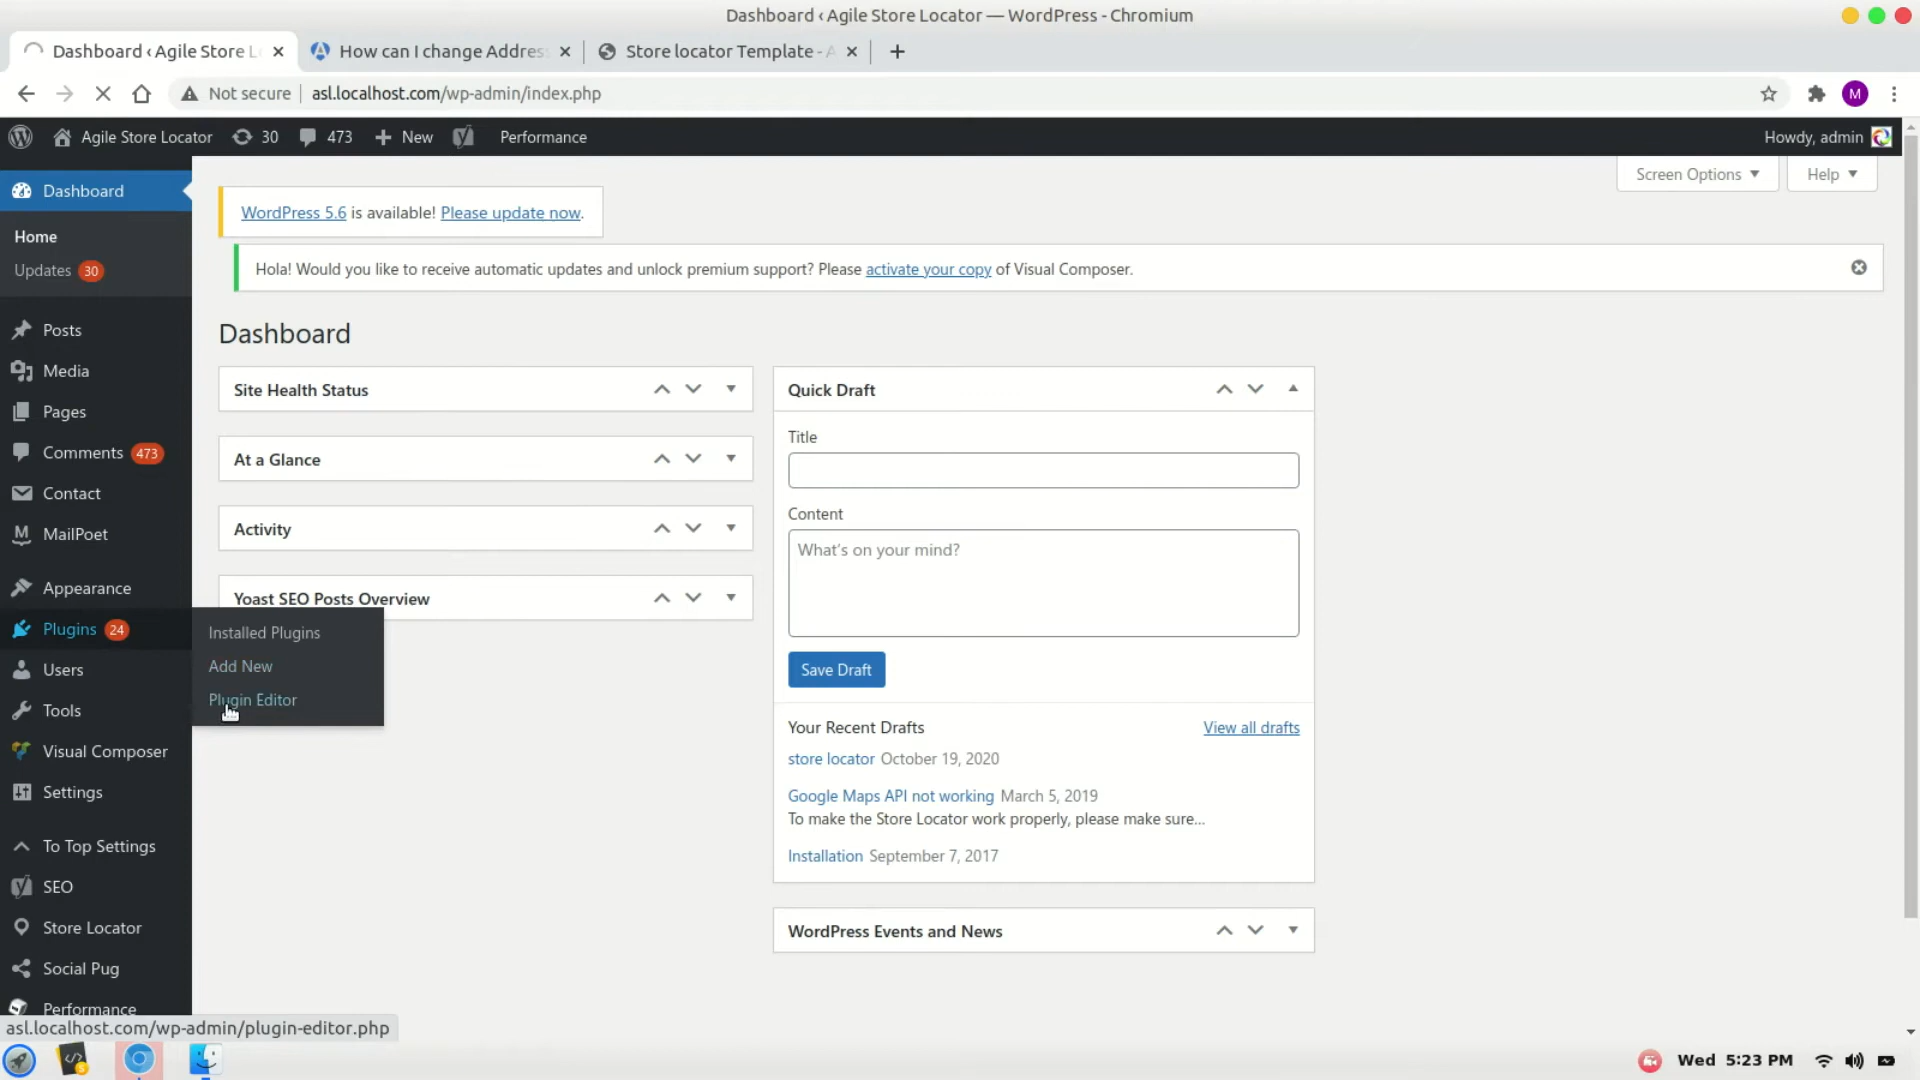 Dashboard ‹ Agile Store Locator — WordPress - Chromium
Dashboard ‹ Agile Store L
How can I change Addres
Store locator Template - A
Not secure
asl.localhost.com/wp-admin/index.php
M
Agile Store Locator
30
473
New
Performance
Howdy, admin
Dashboard
Home
Updates 30
Posts
Media
Pages
Comments 473
Contact
MailPoet
Appearance
Plugins 24
Users
Tools
Visual Composer
Settings
To Top Settings
SEO
Store Locator
Social Pug
Performance
Installed Plugins
Add New
Plugin Editor
Screen Options
Help
WordPress 5.6 is available! Please update now.
Hola! Would you like to receive automatic updates and unlock premium support? Please activate your copy of Visual Composer.
Dashboard
Site Health Status
At a Glance
Activity
Yoast SEO Posts Overview
Quick Draft
Title
Content
What's on your mind?
Save Draft
Your Recent Drafts
View all drafts
store locator October 19, 2020
Google Maps API not working March 5, 2019
To make the Store Locator work properly, please make sure…
Installation September 7, 2017
WordPress Events and News
asl.localhost.com/wp-admin/plugin-editor.php
Wed 5:23 PM